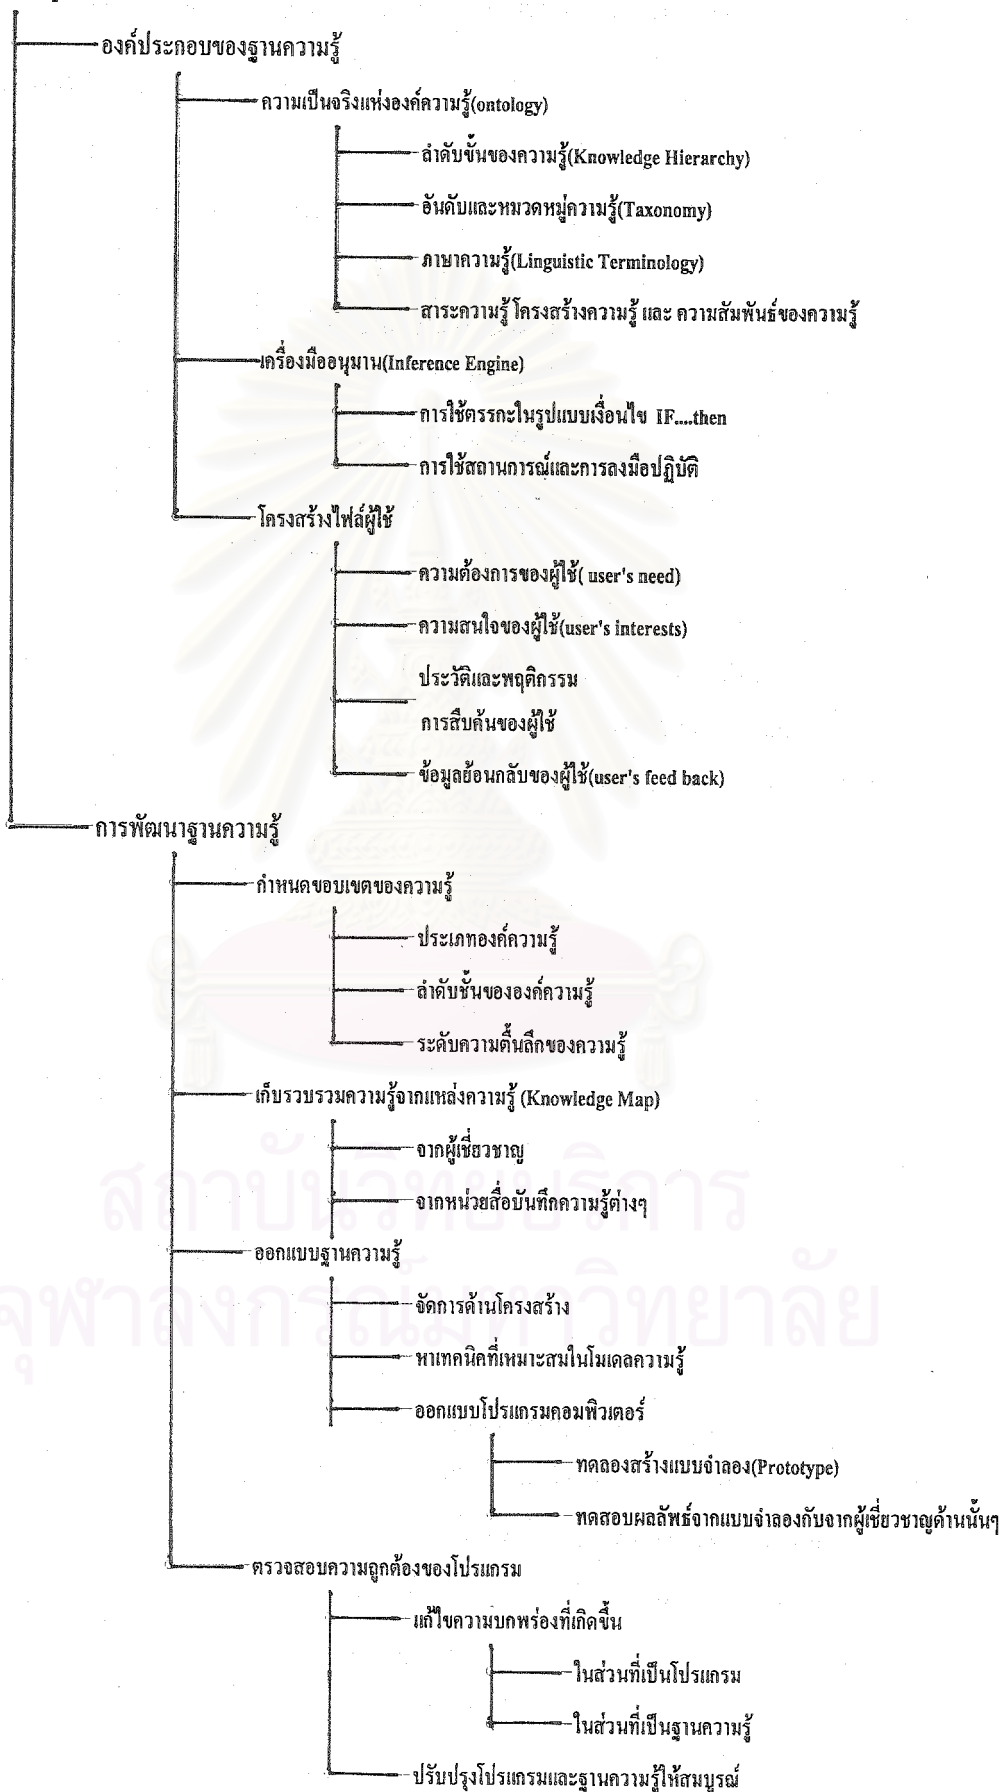 องค์ประกอบของฐานความรู้
ความเป็นจริงแห่งองค์ความรู้(ontology)
ลำดับขั้นของความรู้(Knowledge Hierarchy)
อันดับและหมวดหมู่ความรู้(Taxonomy)
ภาษาความรู้(Linguistic Terminology)
สาระความรู้ โครงสร้างความรู้ และ ความสัมพันธ์ของความรู้
เครื่องมืออนุมาน(Inference Engine)
การใช้ตรรกะในรูปแบบเงื่อนไข IF....then
การใช้สถานการณ์และการลงมือปฏิบัติ
โครงสร้างไฟล์ผู้ใช้
ความต้องการของผู้ใช้( user's need)
ความสนใจของผู้ใช้(user's interests)
ประวัติและพฤติกรรม
การสืบค้นของผู้ใช้
ข้อมูลย้อนกลับของผู้ใช้(user's feed back)
การพัฒนาฐานความรู้
กำหนดขอบเขตของความรู้
ประเภทองค์ความรู้
ลำดับชั้นขององค์ความรู้
ระดับความตื้นลึกของความรู้
เก็บรวบรวมความรู้จากแหล่งความรู้ (Knowledge Map)
จากผู้เชี่ยวชาญ
จากหน่วยสื่อบันทึกความรู้ต่างๆ
สถาบันวิทยบริการ
ออกแบบฐานความรู้
จุฬาลงกรณ์มหาวิทยาลัย
จัดการด้านโครงสร้าง
หาเทคนิคที่เหมาะสมในโมเดลความรู้
ออกแบบโปรแกรมคอมพิวเตอร์
ทดลองสร้างแบบจำลอง(Prototype)
ทดสอบผลลัพธ์จากแบบจำลองกับจากผู้เชี่ยวชาญด้านนั้นๆ
ตรวจสอบความถูกต้องของโปรแกรม
แก้ไขความบกพร่องที่เกิดขึ้น
ในส่วนที่เป็นโปรแกรม
ในส่วนที่เป็นฐานความรู้
ปรับปรุงโปรแกรมและฐานความรู้ให้สมบูรณ์